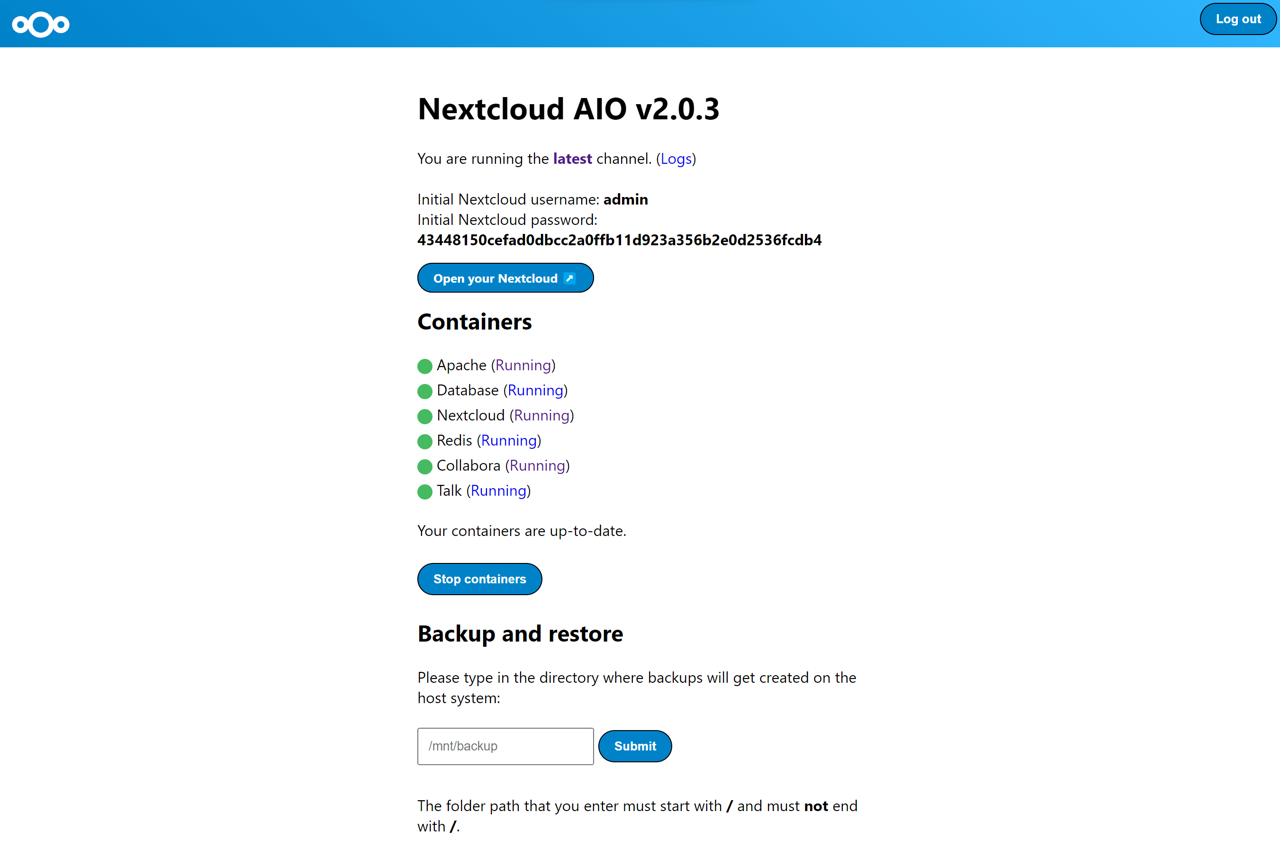 Log out
Nextcloud AIO v2.0.3
You are running the latest channel. (Logs)
Initial Nextcloud username: admin
Initial Nextcloud password:
43448150cefad0dbcc2a0ffb11d923a356b2e0d2536fcdb4
Open your Nextcloud
Containers
Apache (Running)
Database (Running)
Nextcloud (Running)
Redis (Running)
Collabora (Running)
Talk (Running)
Your containers are up-to-date.
Stop containers
Backup and restore
Please type in the directory where backups will get created on the
host system:
/mnt/backup
Submit
The folder path that you enter must start with / and must not end
with /.